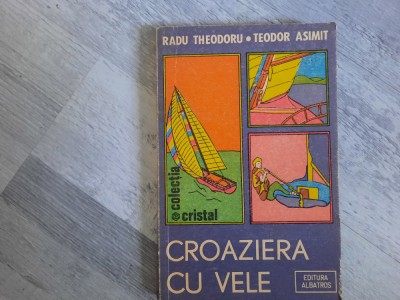 RADU THEODORU • TEODOR ASIMIT
colecția
cristal
CROAZIERA
CU VELE
EDITURA
ALBATROS